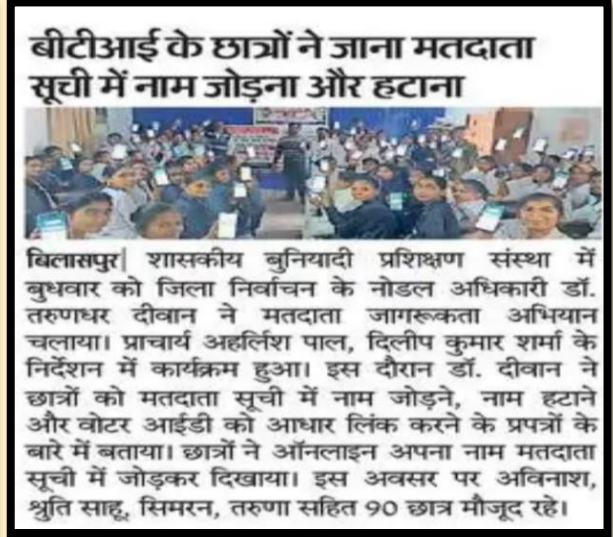 बीटीआई के छात्रों ने जाना मतदाता
सूची में नाम जोड़ना और हटाना
बिलासपुर| शासकीय बुनियादी प्रशिक्षण संस्था में
बुधवार को जिला निर्वाचन के नोडल अधिकारी डॉ.
तरुणधर दीवान ने मतदाता जागरूकता अभियान
चलाया। प्राचार्य अहर्लिश पाल, दिलीप कुमार शर्मा के
निर्देशन में कार्यक्रम हुआ। इस दौरान डॉ. दीवान ने
छात्रों को मतदाता सूची में नाम जोड़ने, नाम हटाने
और वोटर आईडी को आधार लिंक करने के प्रपत्रों के
बारे में बताया। छात्रों ने ऑनलाइन अपना नाम मतदाता
सूची में जोड़कर दिखाया। इस अवसर पर अविनाश,
श्रुति साहू, सिमरन, तरुणा सहित 90 छात्र मौजूद रहे।